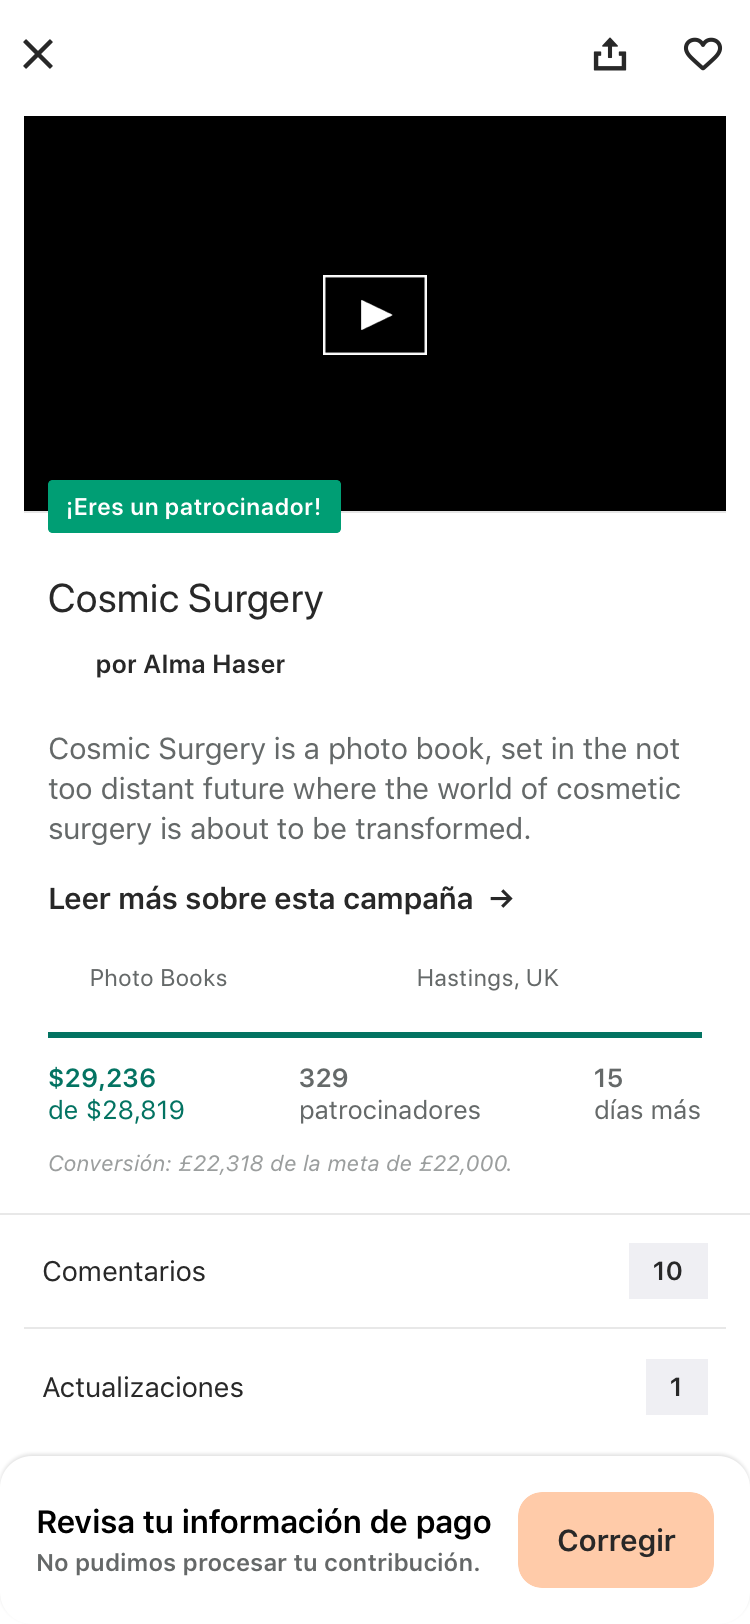 ¡Eres un patrocinador!
Cosmic Surgery
por Alma Haser
Cosmic Surgery is a photo book, set in the not
too distant future where the world of cosmetic
surgery is about to be transformed.
Leer más sobre esta campaña →
Photo Books
Hastings, UK
$29,236
de $28,819
329
patrocinadores
15
días más
Conversión: £22,318 de la meta de £22,000.
Comentarios
10
Actualizaciones
1
Revisa tu información de pago
No pudimos procesar tu contribución.
Corregir